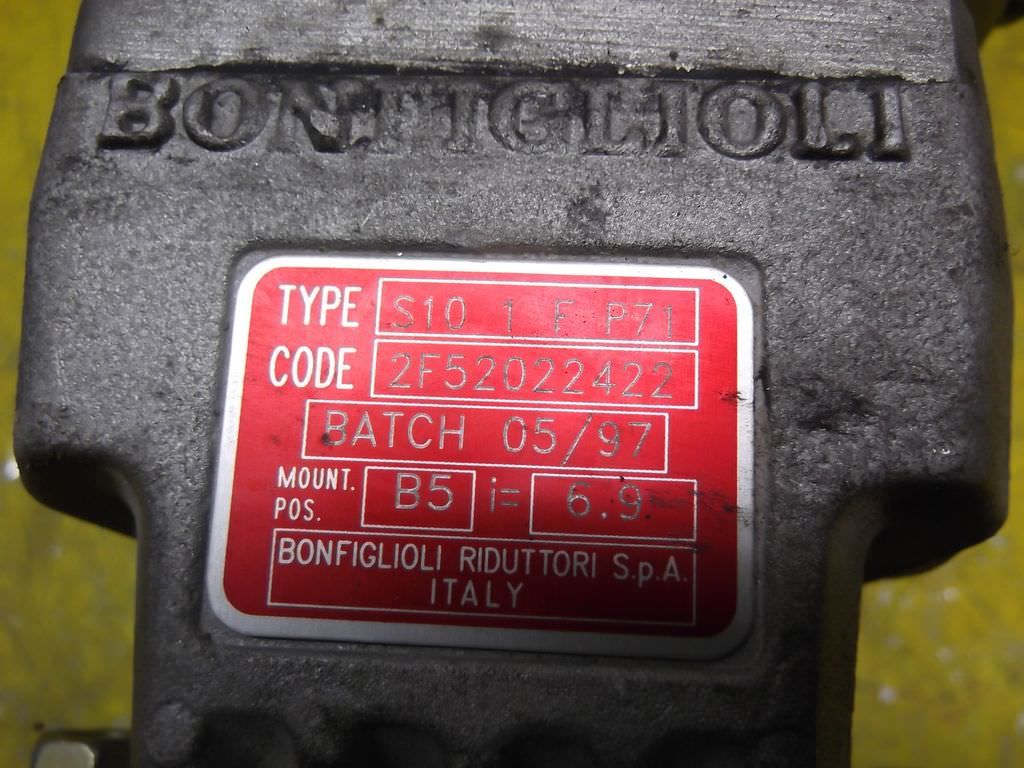 BONFIGLIOLI
TYPE S10 1 F P71
CODE 2F52022422
BATCH 05/97
MOUNT. POS. B5 i= 6.9
BONFIGLIOLI RIDUTTORI S.p.A.
ITALY